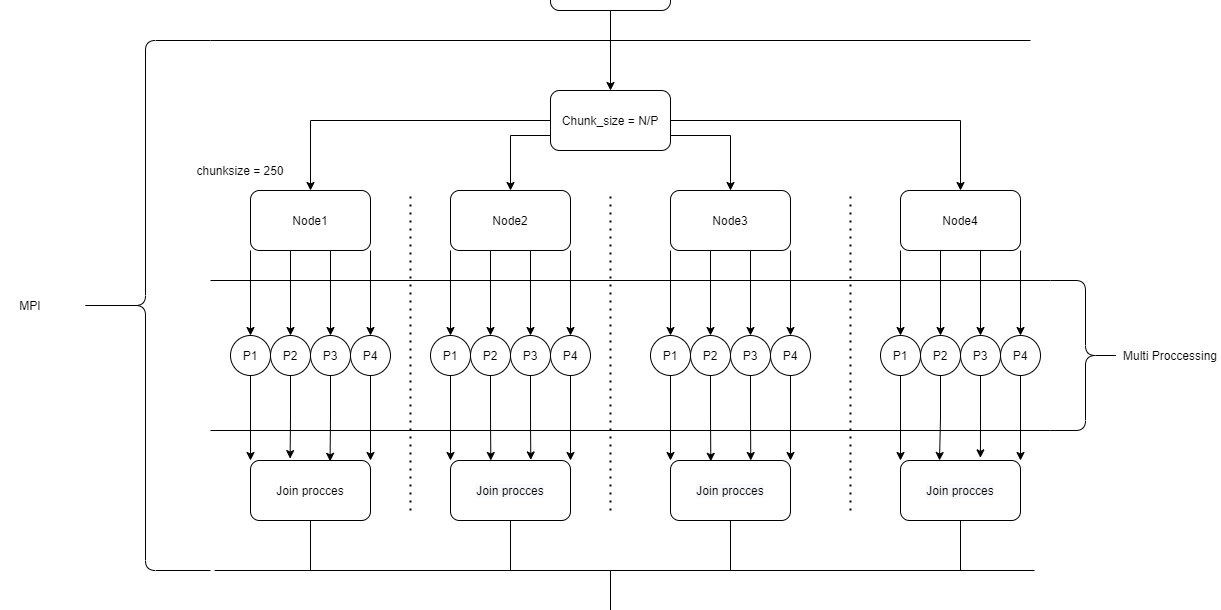 Chunk_size = N/P
chunksize = 250
Node1
Node2
Node3
Node4
MPI
P1
P2
P3
P4
P1
P2
P3
P4
P1
P2
P3
P4
P1
P2
P3
P4
Multi Proccessing
Join procces
Join procces
Join procces
Join procces